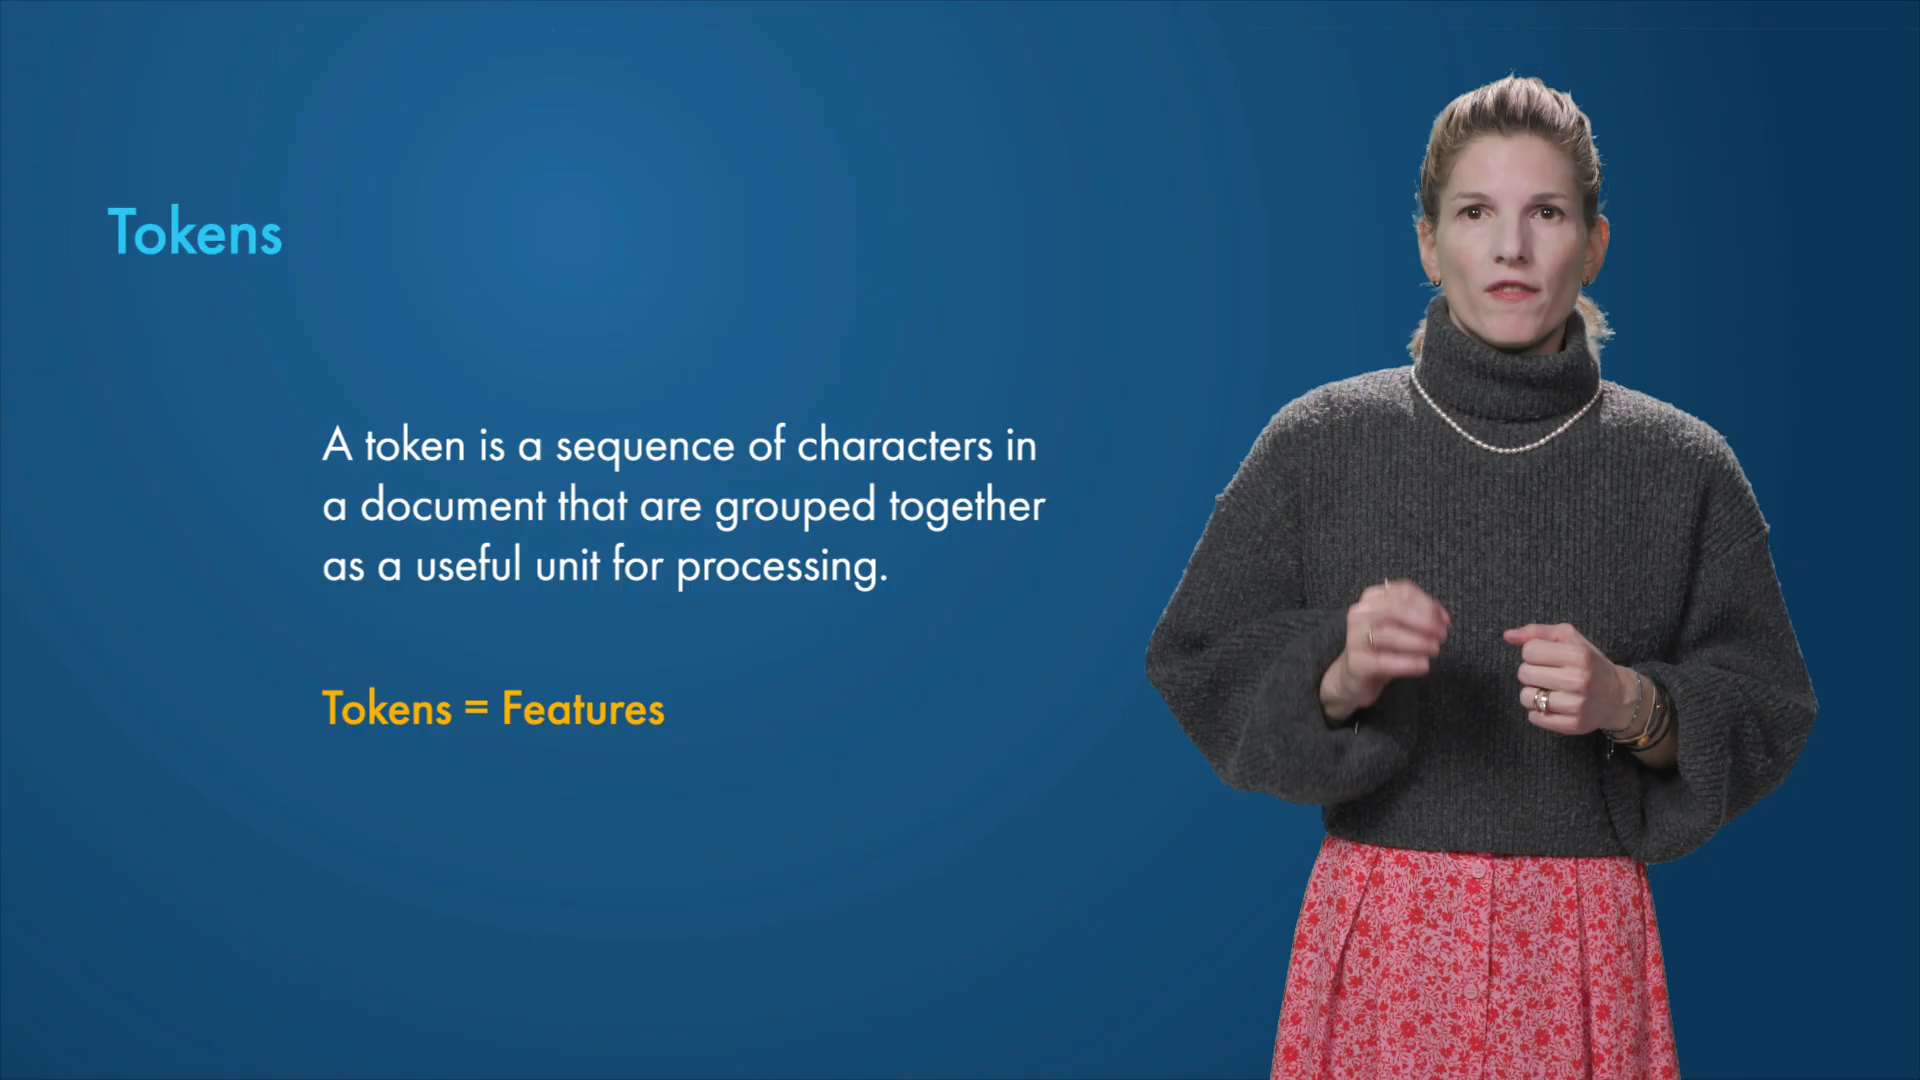 Tokens
A token is a sequence of characters in
a document that are grouped together
as a useful unit for processing.
Tokens = Features